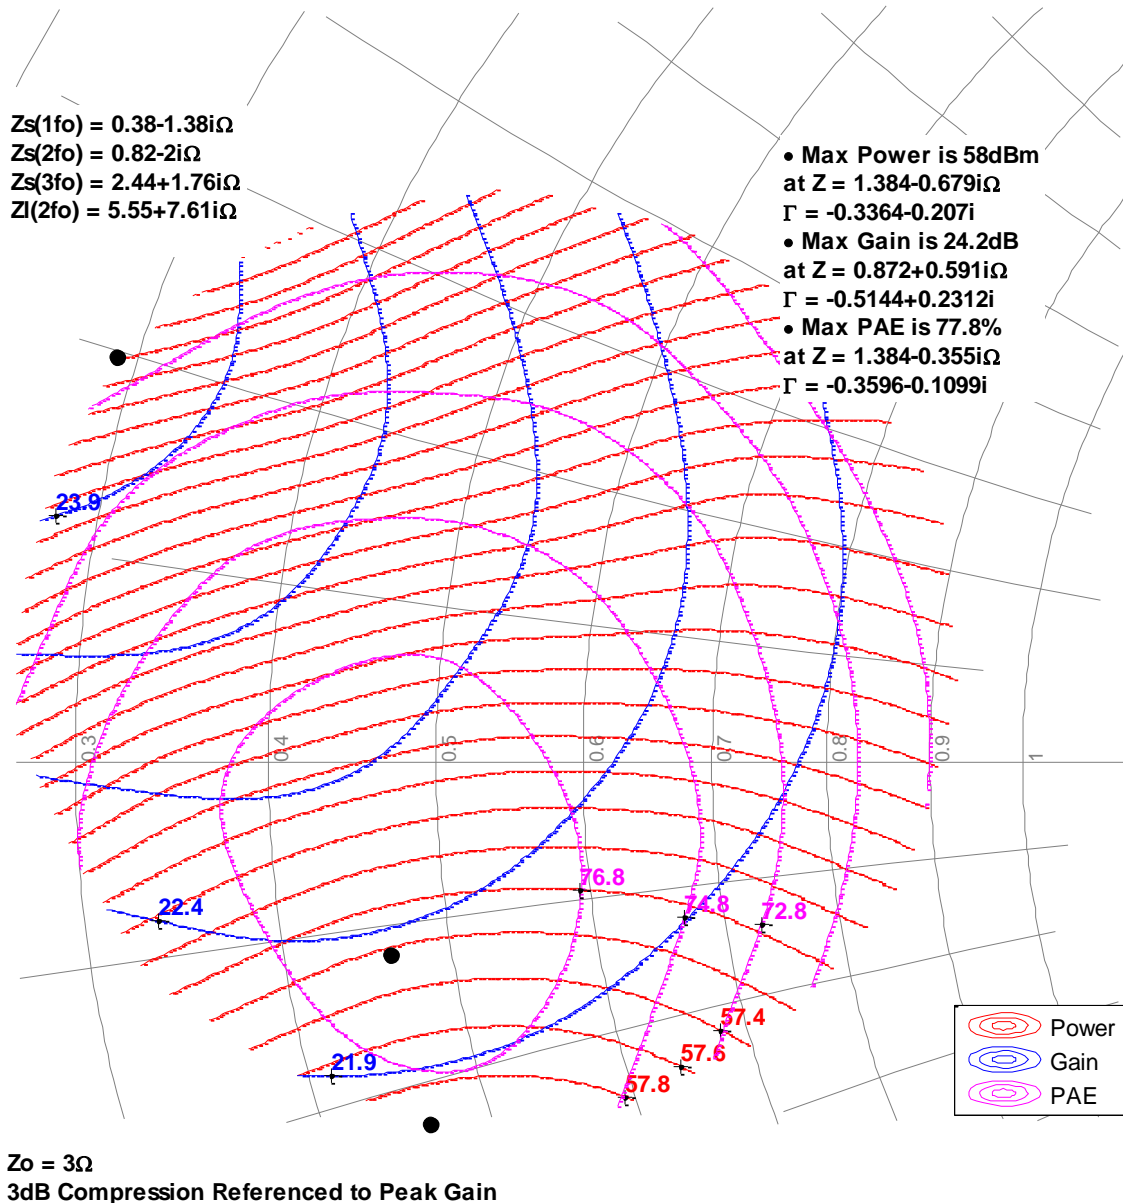 Zs(1fo) = 0.38-1.38iΩ
Zs(2fo) = 0.82-2iΩ
Zs(3fo) = 2.44+1.76iΩ
Zl(2fo) = 5.55+7.61iΩ
● Max Power is 58dBm
at Z = 1.384-0.679iΩ
Γ = -0.3364-0.207i
● Max Gain is 24.2dB
at Z = 0.872+0.591iΩ
Γ = -0.5144+0.2312i
● Max PAE is 77.8%
at Z = 1.384-0.355iΩ
Γ = -0.3596-0.1099i
23.9
0.3
0.4
0.5
0.6
0.7
0.8
0.9
1
76.8
74.8
72.8
22.4
57.4
57.6
21.9
57.8
Power
Gain
PAE
Zo = 3Ω
3dB Compression Referenced to Peak Gain